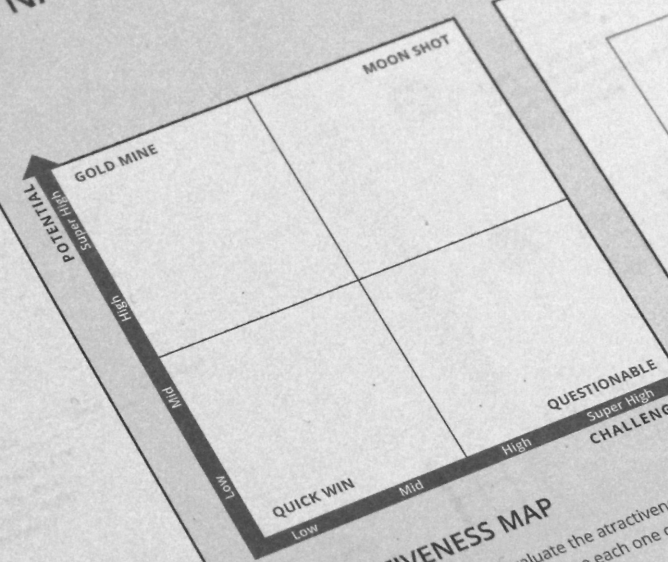 MOON SHOT
GOLD MINE
POTENTIAL
Super High
High
Mid
Low
QUESTIONABLE
QUICK WIN
Low
Mid
High
Super High
CHALLENG
TIVENESS MAP
aluate the atractiven
each one